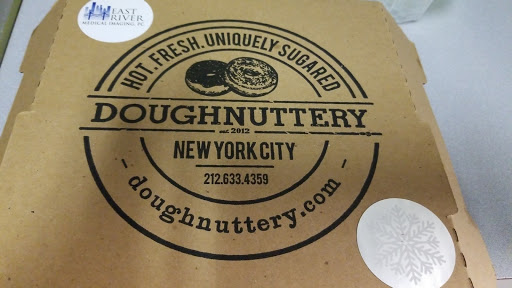 EAST
RIVER
MEDICAL IMAGING, PC
HOT. FRESH. UNIQUELY SUGARED
DOUGHNUTTERY
est 2012
NEW YORK CITY
212.633.4359
- doughnuttery.com -